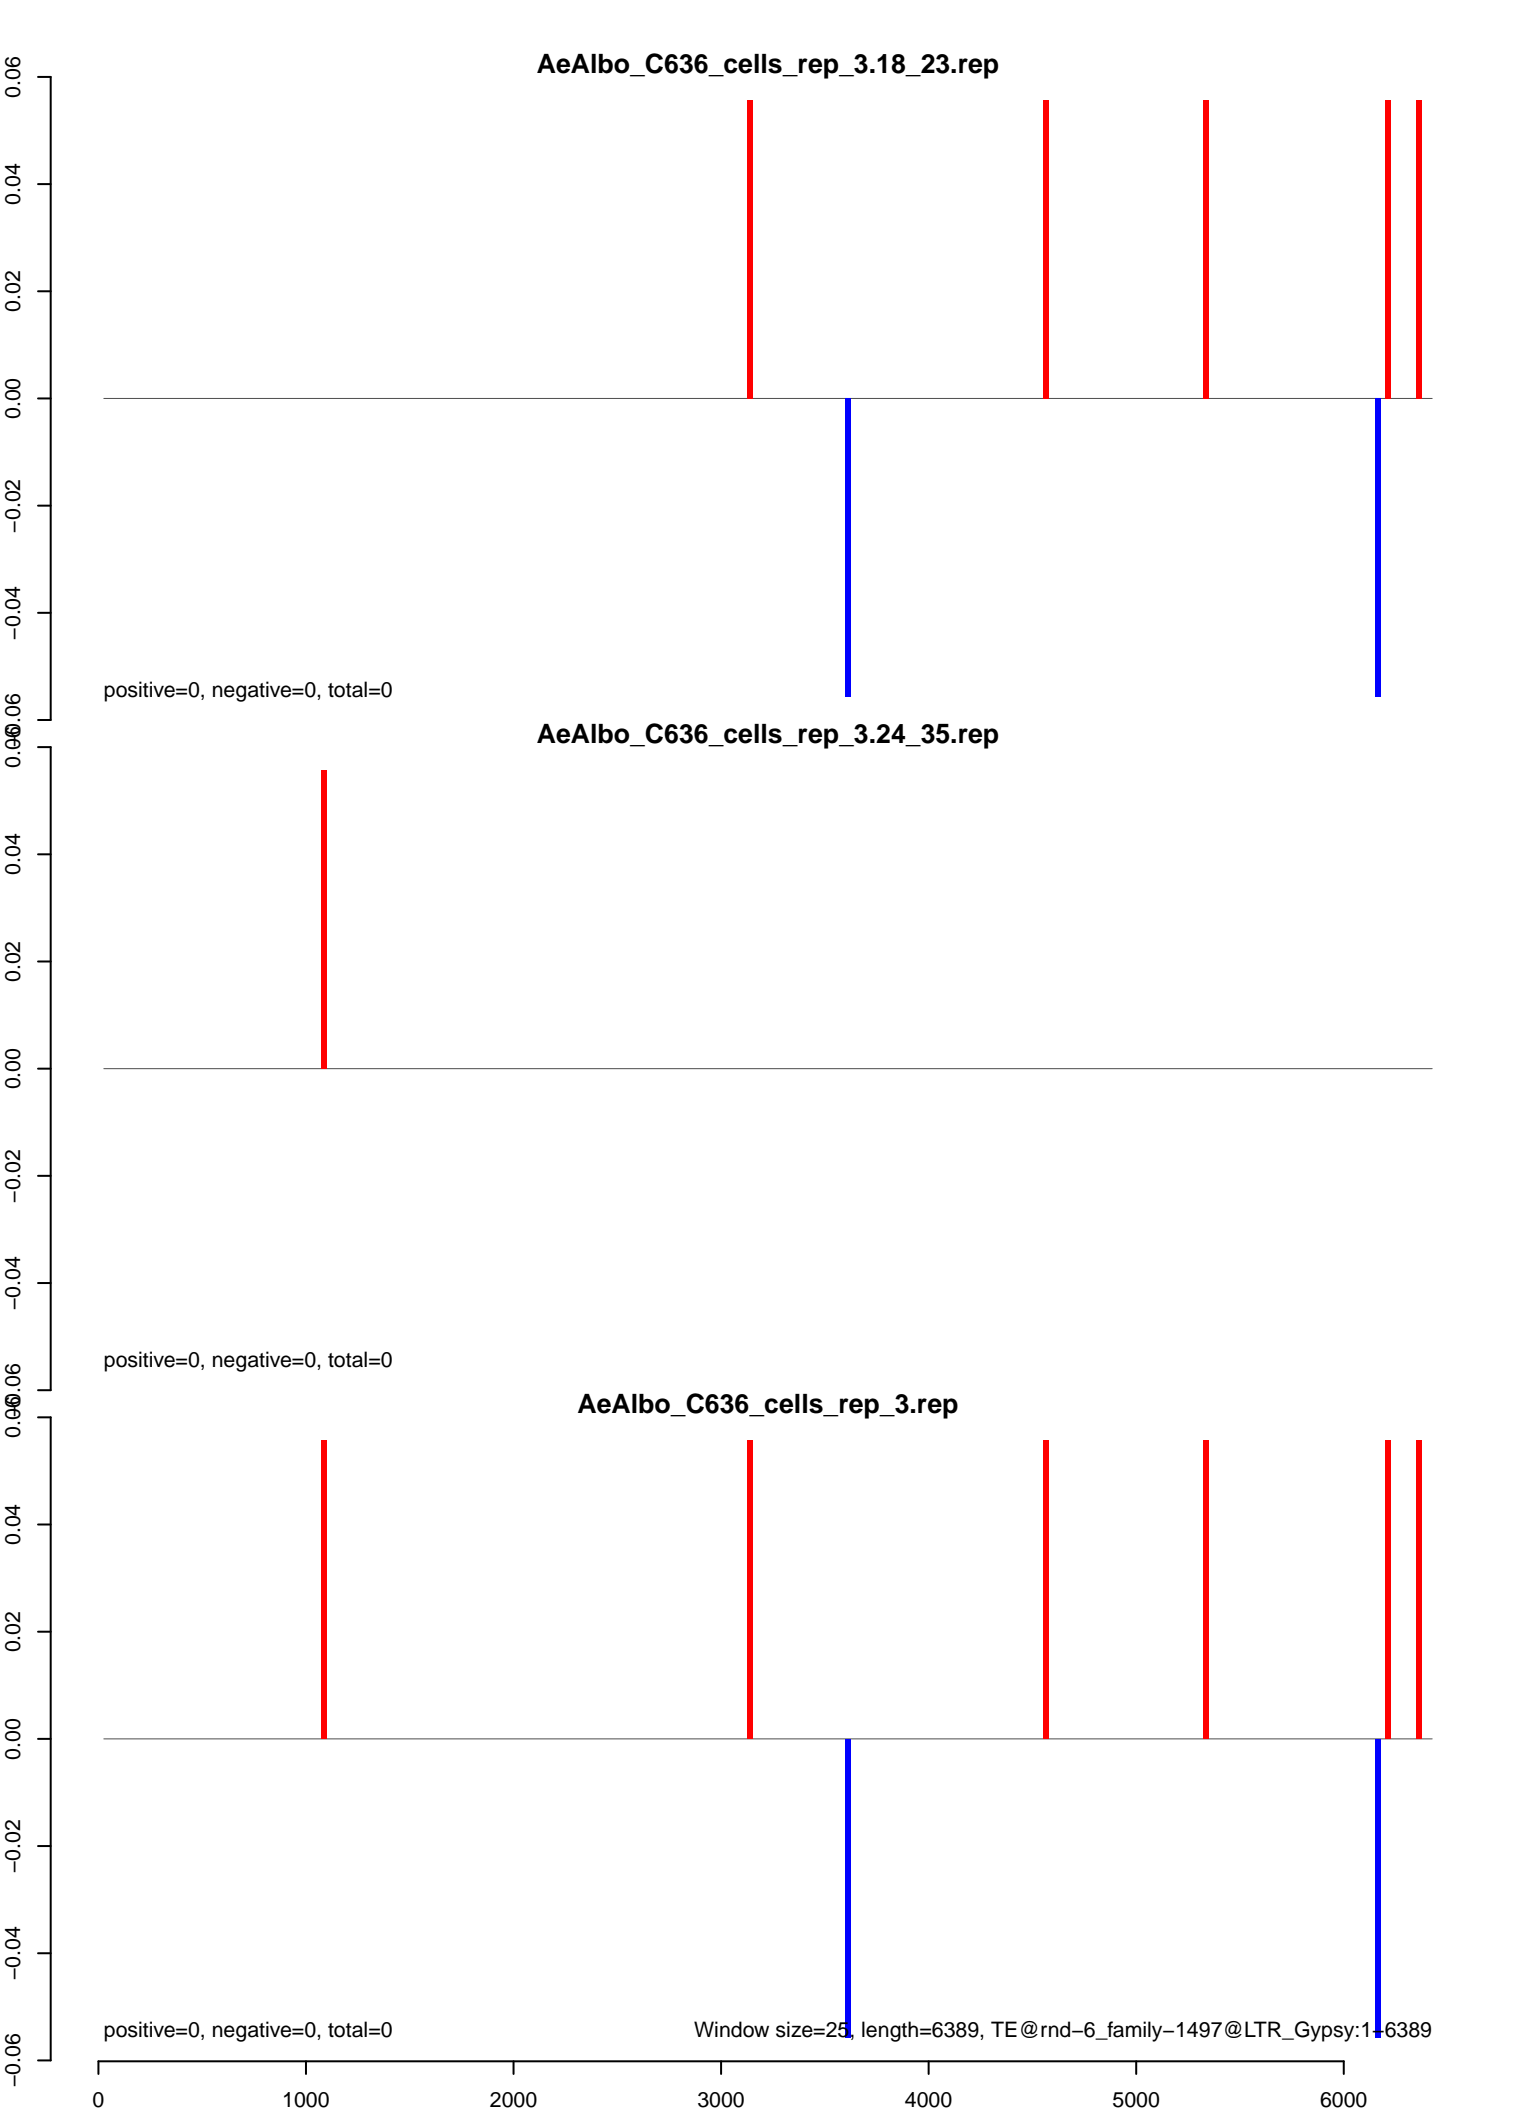 AeAlbo_C636_cells_rep_3.18_23.rep
0.06
0.04
0.02
0.00
−0.02
−0.04
−0.06
positive=0, negative=0, total=0
AeAlbo_C636_cells_rep_3.24_35.rep
0.06
0.04
0.02
0.00
−0.02
−0.04
−0.06
positive=0, negative=0, total=0
AeAlbo_C636_cells_rep_3.rep
0.06
0.04
0.02
0.00
−0.02
−0.04
−0.06
positive=0, negative=0, total=0
Window size=25, length=6389, TE@rnd−6_family−1497@LTR_Gypsy:1−6389
0 1000 2000 3000 4000 5000 6000